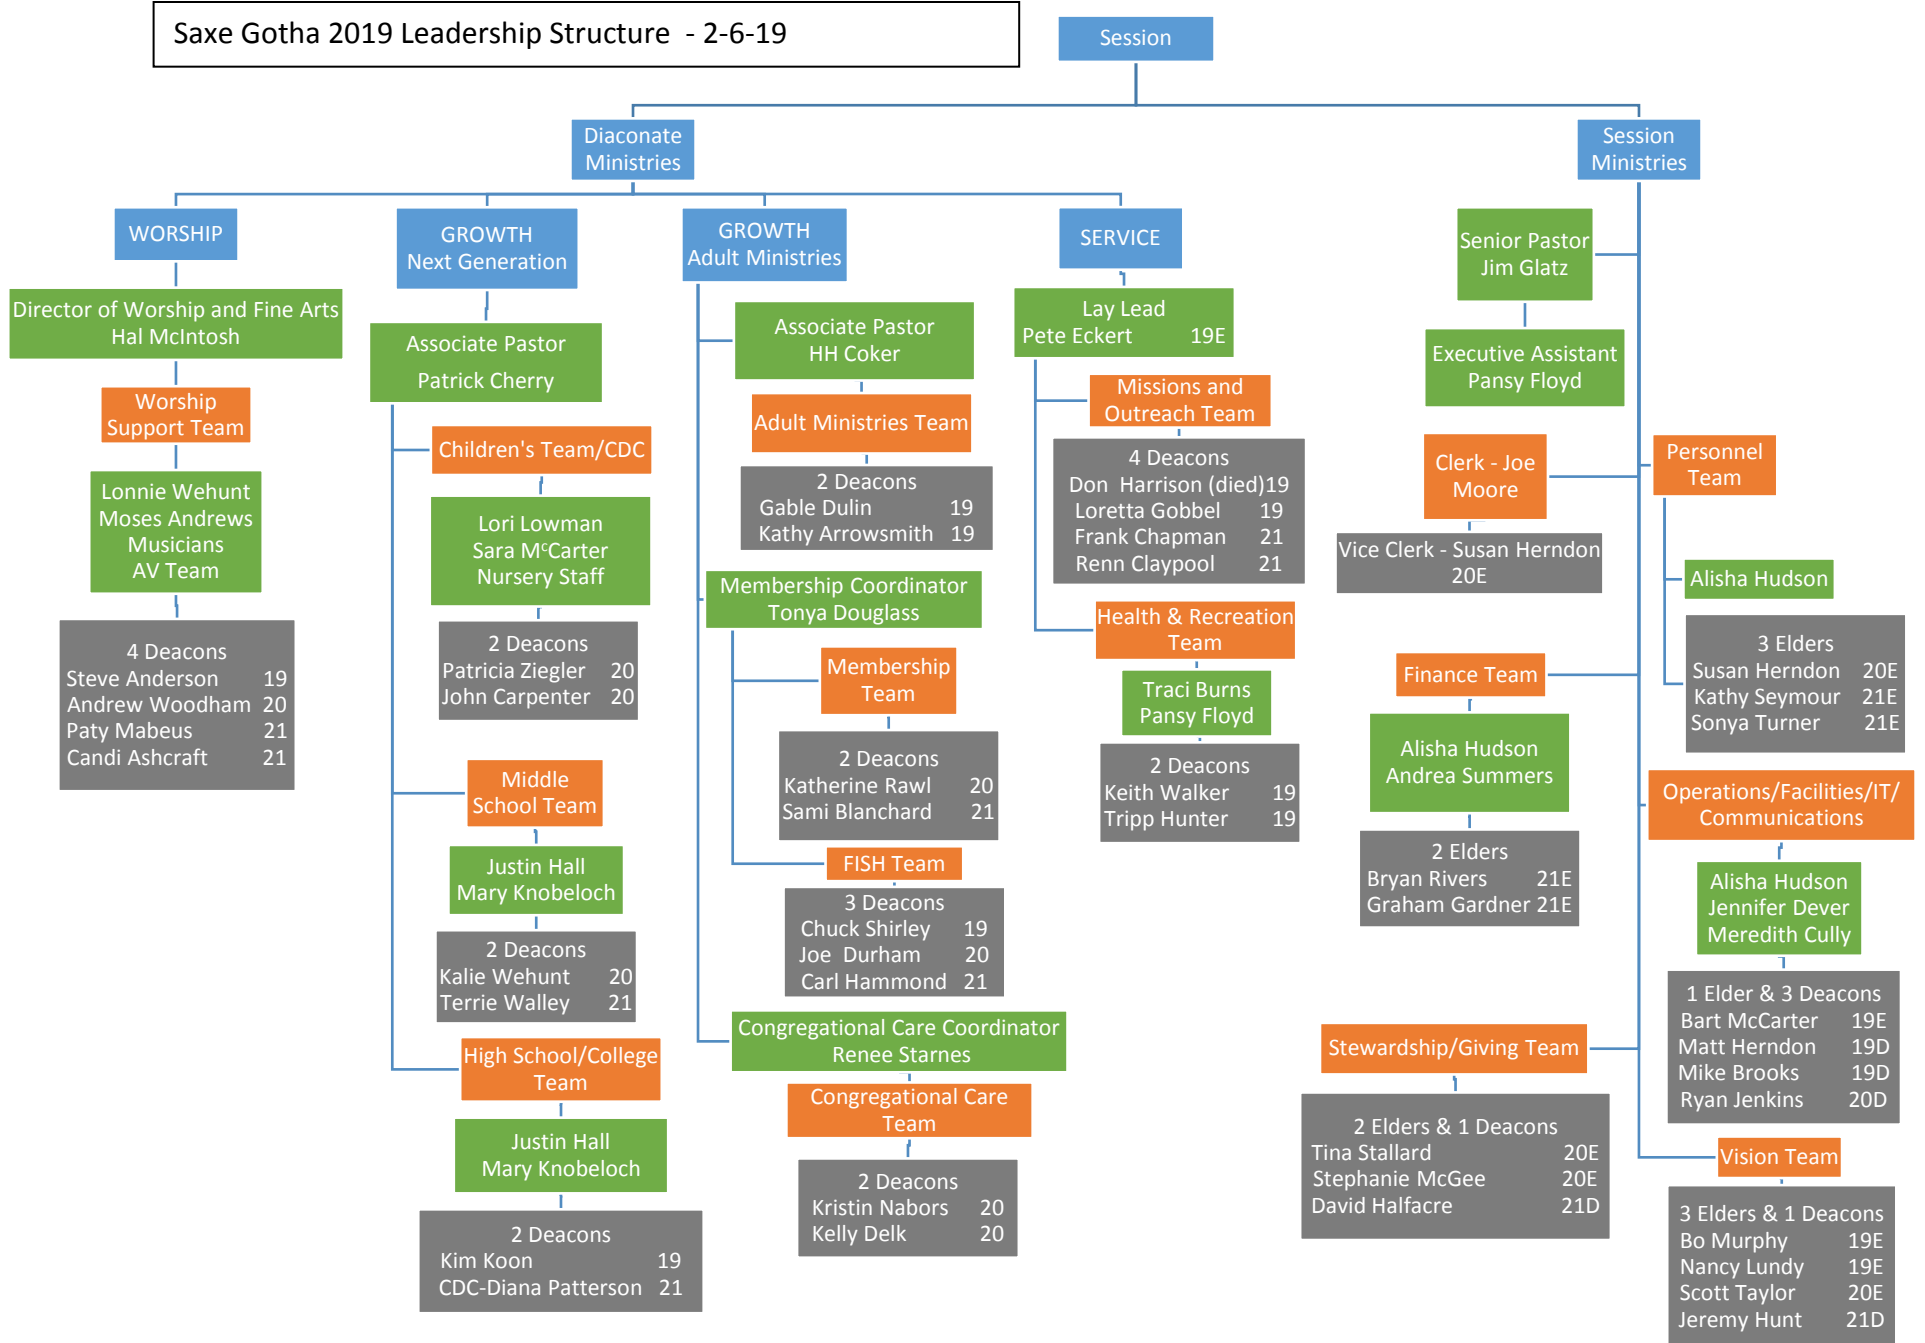 Saxe Gotha 2019 Leadership Structure  - 2-6-19
Session
Diaconate
Ministries
Session
Ministries
WORSHIP
Director of Worship and Fine Arts
Hal McIntosh
Worship
Support Team
Lonnie Wehunt
Moses Andrews
Musicians
AV Team
4 Deacons
Steve Anderson 19
Andrew Woodham 20
Paty Mabeus 21
Candi Ashcraft 21
GROWTH
Next Generation
Associate Pastor
Patrick Cherry
Children's Team/CDC
Lori Lowman
Sara McCarter
Nursery Staff
2 Deacons
Patricia Ziegler 20
John Carpenter 20
Middle
School Team
Justin Hall
Mary Knobeloch
2 Deacons
Kalie Wehunt 20
Terrie Walley 21
High School/College
Team
Justin Hall
Mary Knobeloch
2 Deacons
Kim Koon 19
CDC-Diana Patterson 21
GROWTH
Adult Ministries
Associate Pastor
HH Coker
Adult Ministries Team
2 Deacons
Gable Dulin 19
Kathy Arrowsmith 19
Membership Coordinator
Tonya Douglass
Membership
Team
2 Deacons
Katherine Rawl 20
Sami Blanchard 21
FISH Team
3 Deacons
Chuck Shirley 19
Joe  Durham 20
Carl Hammond 21
Congregational Care Coordinator
Renee Starnes
Congregational Care
Team
2 Deacons
Kristin Nabors 20
Kelly Delk 20
SERVICE
Lay Lead
Pete Eckert 19E
Missions and
Outreach Team
4 Deacons
Don  Harrison (died)19
Loretta Gobbel 19
Frank Chapman 21
Renn Claypool 21
Health & Recreation
Team
Traci Burns
Pansy Floyd
2 Deacons
Keith Walker 19
Tripp Hunter 19
Senior Pastor
Jim Glatz
Executive Assistant
Pansy Floyd
Clerk - Joe
Moore
Vice Clerk - Susan Herndon
20E
Personnel
Team
Alisha Hudson
3 Elders
Susan Herndon 20E
Kathy Seymour 21E
Sonya Turner 21E
Finance Team
Alisha Hudson
Andrea Summers
2 Elders
Bryan Rivers 21E
Graham Gardner 21E
Operations/Facilities/IT/
Communications
Alisha Hudson
Jennifer Dever
Meredith Cully
1 Elder & 3 Deacons
Bart McCarter 19E
Matt Herndon 19D
Mike Brooks 19D
Ryan Jenkins 20D
Stewardship/Giving Team
2 Elders & 1 Deacons
Tina Stallard 20E
Stephanie McGee 20E
David Halfacre 21D
Vision Team
3 Elders & 1 Deacons
Bo Murphy 19E
Nancy Lundy 19E
Scott Taylor 20E
Jeremy Hunt 21D